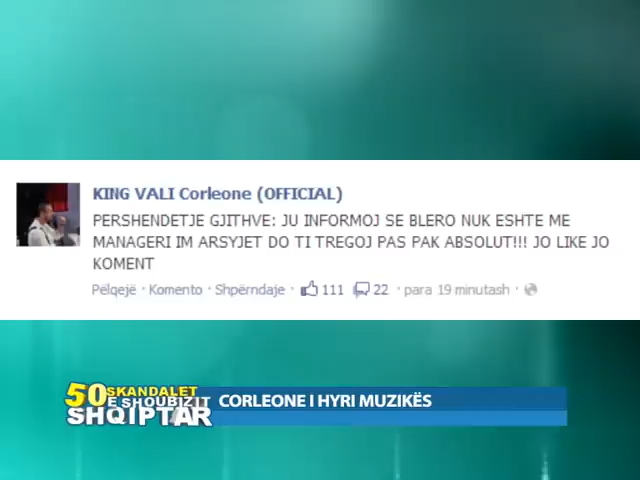 KING VALI Corleone (OFFICIAL)
PERSHENDETJE GJITHVE: JU INFORMOJ SE BLERO NUK ESHTE ME
MANAGERI IM ARSYJET DO TI TREGOJ PAS PAK ABSOLUT!!! JO LIKE JO
KOMENT
Pëlqejë · Komento · Shpërndaje · 111 22 · para 19 minutash ·
50 SKANDALET
E SHOUBIZIT
SHQIPTAR
CORLEONE I HYRI MUZIKËS